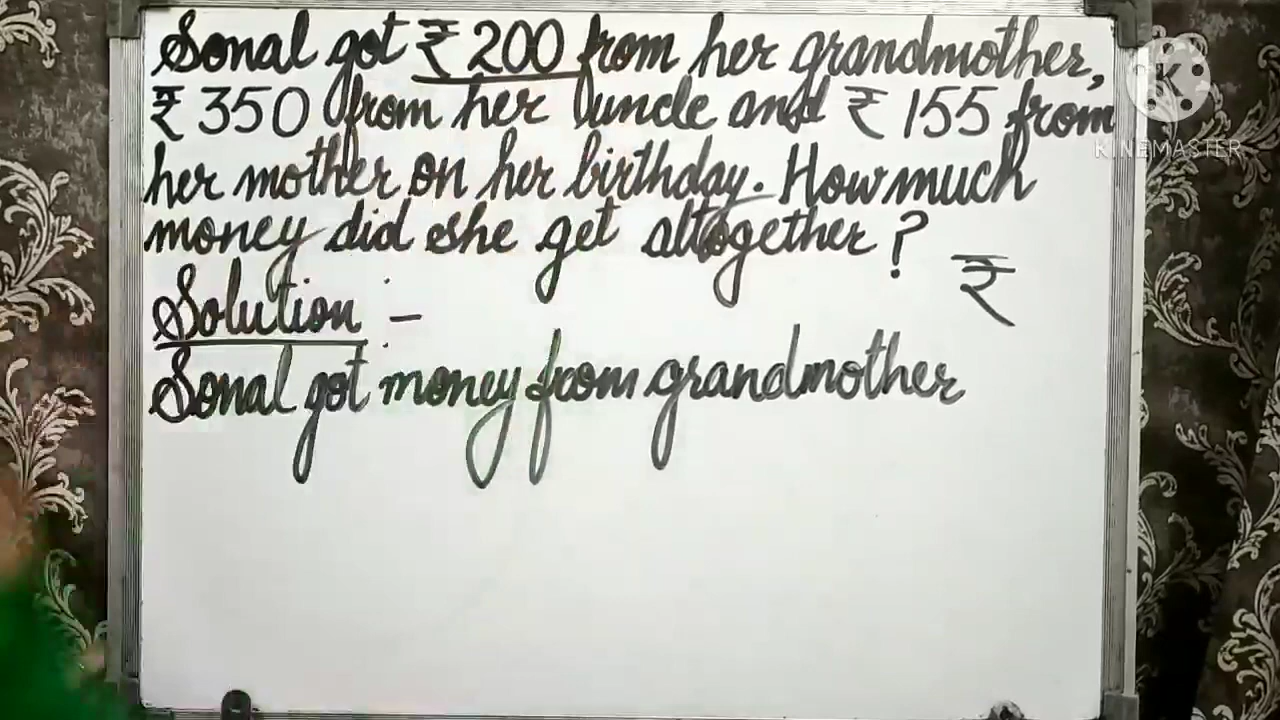 Sonal got ₹ 200 from her grandmother,
₹ 350 from her uncle and ₹ 155 from
her mother on her birthday. How much
money did she get altogether ?
₹
Solution :-
Sonal got money from grandmother
K
KINEMASTER